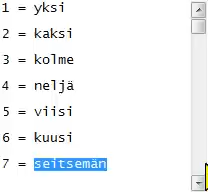 1 = yksi
2 = kaksi
3 = kolme
4 = neljä
5 = viisi
6 = kuusi
7 = seitsemän